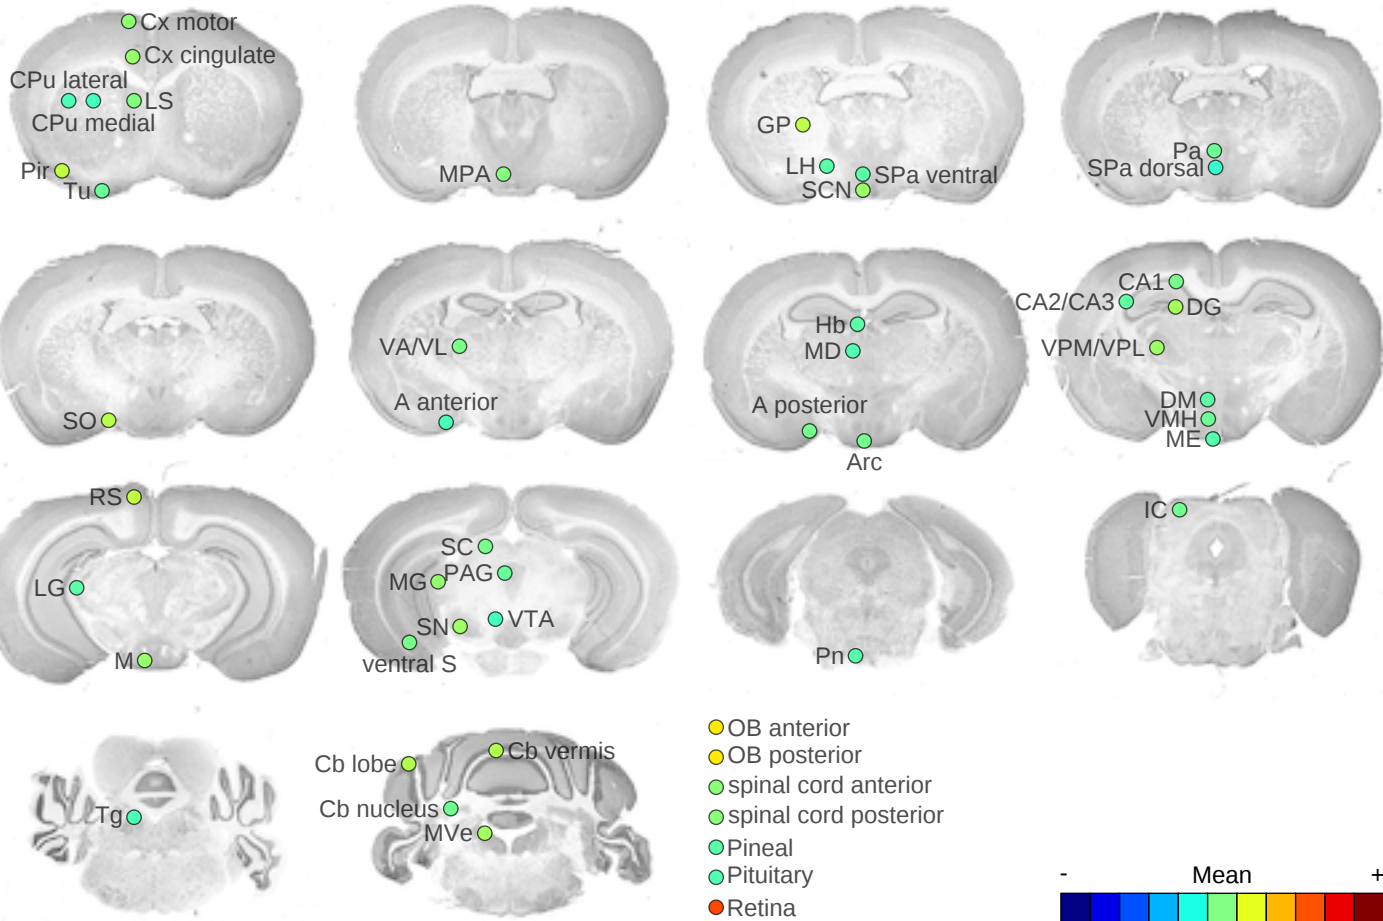 Cx motor
Cx cingulate
CPu lateral
LS
CPu medial
Pir
Tu
MPA
GP
LH
SPa ventral
SCN
Pa
SPa dorsal
SO
VA/VL
A anterior
Hb
MD
A posterior
Arc
CA1
CA2/CA3
DG
VPM/VPL
DM
VMH
ME
RS
LG
M
SC
MG
PAG
SN
VTA
ventral S
Pn
IC
Tg
Cb lobe
Cb vermis
Cb nucleus
MVe
OB anterior
OB posterior
spinal cord anterior
spinal cord posterior
Pineal
Pituitary
Retina
- Mean +